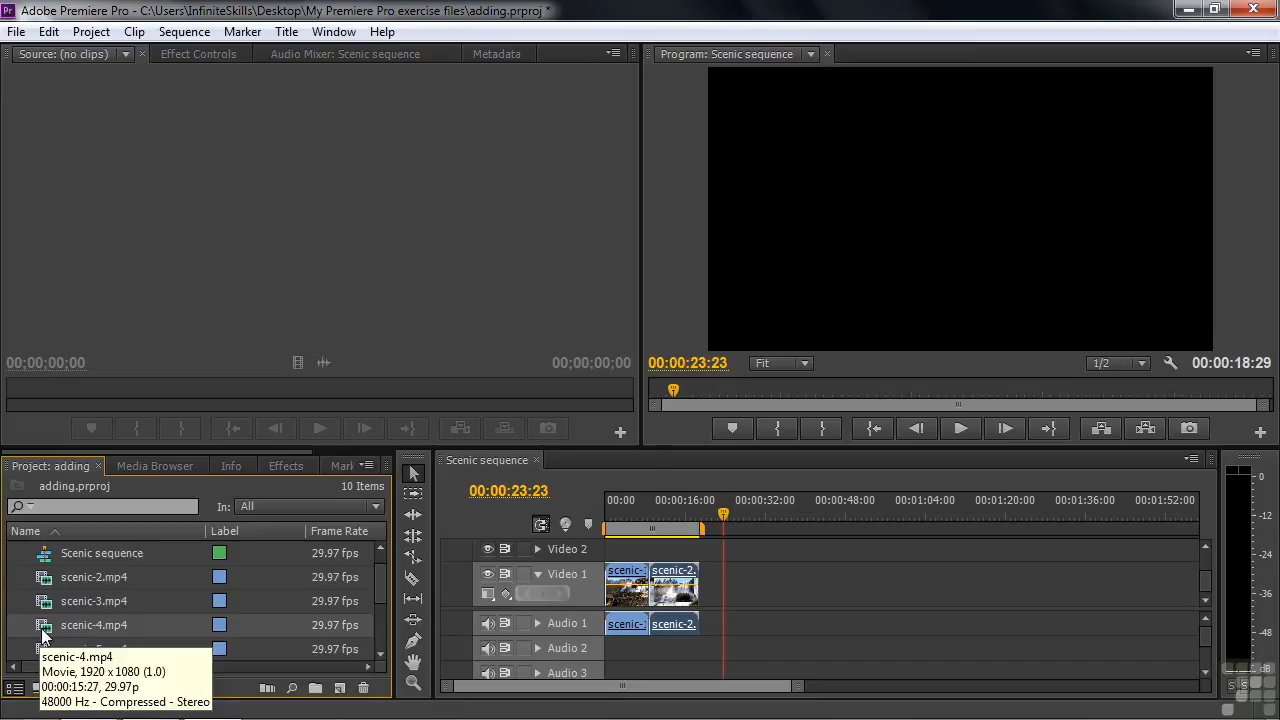 Pr Adobe Premiere Pro - C:\Users\InfiniteSkills\Desktop\My Premiere Pro exercise files\adding.prproj *
File Edit Project Clip Sequence Marker Title Window Help
Source: (no clips) Effect Controls Audio Mixer: Scenic sequence Metadata
Program: Scenic sequence
00;00;00;00 00;00;00;00
00:00:23:23 Fit 1/2 00:00:18:29
Project: adding Media Browser Info Effects Mark
adding.prproj 10 Items
In: All
Name Label Frame Rate
Scenic sequence 29.97 fps
scenic-2.mp4 29.97 fps
scenic-3.mp4 29.97 fps
scenic-4.mp4 29.97 fps
29.97 fps
scenic-4.mp4
Movie, 1920 x 1080 (1.0)
00:00:15:27, 29.97p
48000 Hz - Compressed - Stereo
Scenic sequence
00:00:23:23
00:00 00:00:16:00 00:00:32:00 00:00:48:00 00:01:04:00 00:01:20:00 00:01:36:00 00:01:52:00
Video 2
Video 1 scenic- scenic-2.
Audio 1 scenic- scenic-2.
Audio 2
Audio 3
0
-12
-24
-36
S S